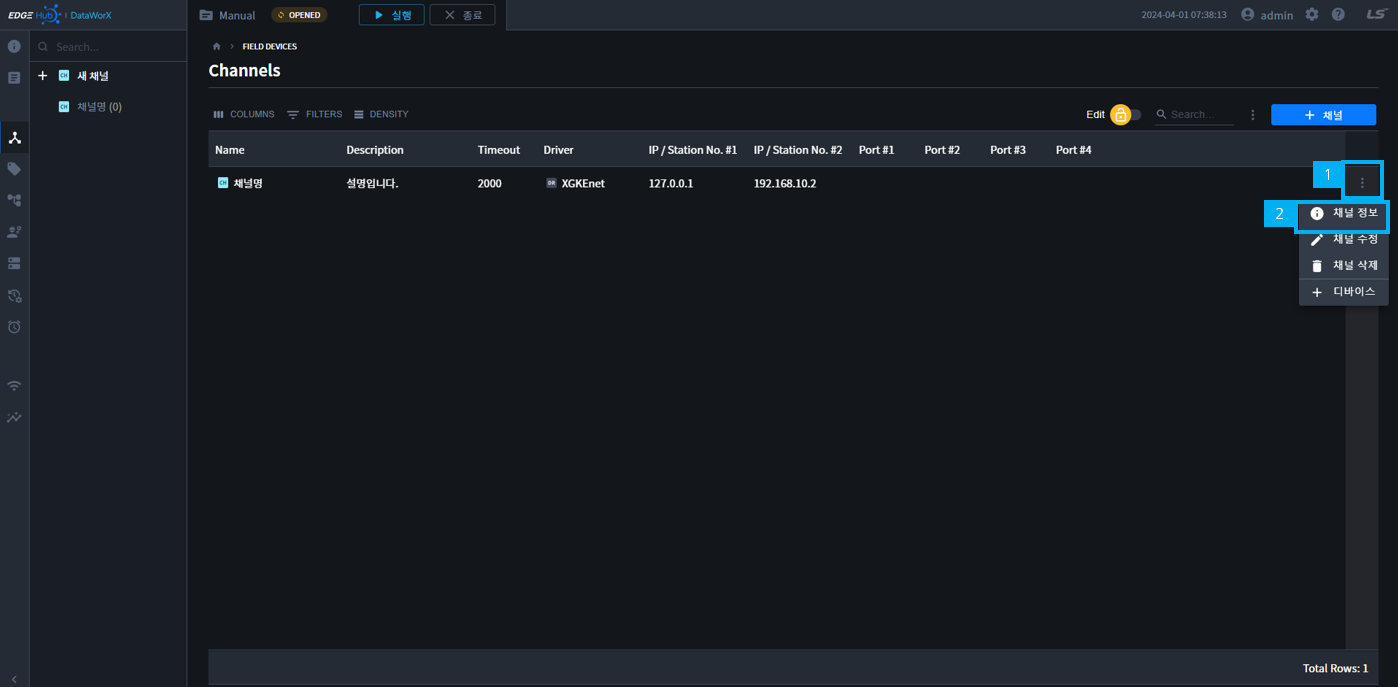 EDGE Hub | DataWorX
Manual
OPENED
실행
종료
2024-04-01 07:38:13
admin
LS
Search...
새 채널
채널명 (0)
FIELD DEVICES
Channels
COLUMNS FILTERS DENSITY
Edit
Search...
채널
Name Description Timeout Driver IP / Station No. #1 IP / Station No. #2 Port #1 Port #2 Port #3 Port #4
CH 채널명 설명입니다. 2000 DR XGKEnet 127.0.0.1 192.168.10.2
1
2
채널 정보
채널 수정
채널 삭제
디바이스
Total Rows: 1